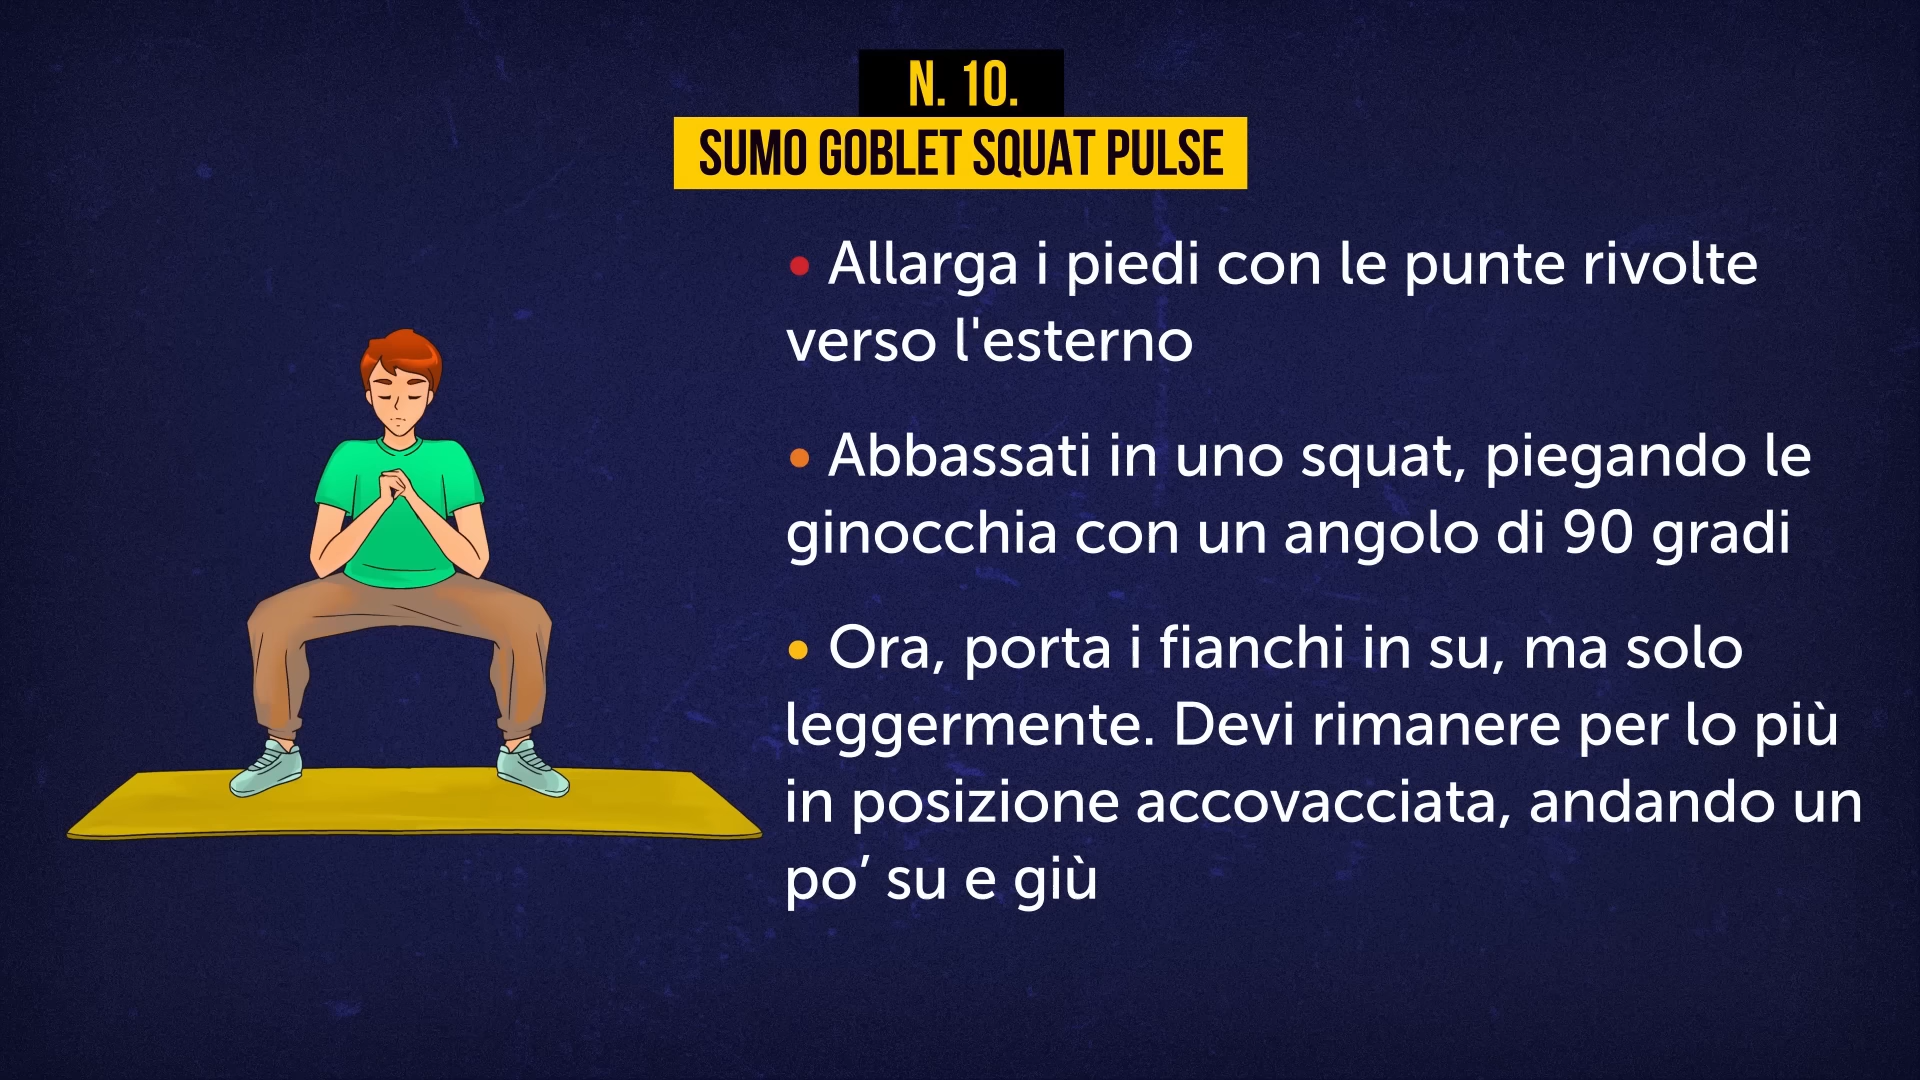 N. 10.
SUMO GOBLET SQUAT PULSE
• Allarga i piedi con le punte rivolte
verso l'esterno
• Abbassati in uno squat, piegando le
ginocchia con un angolo di 90 gradi
• Ora, porta i fianchi in su, ma solo
leggermente. Devi rimanere per lo più
in posizione accovacciata, andando un
po’ su e giù